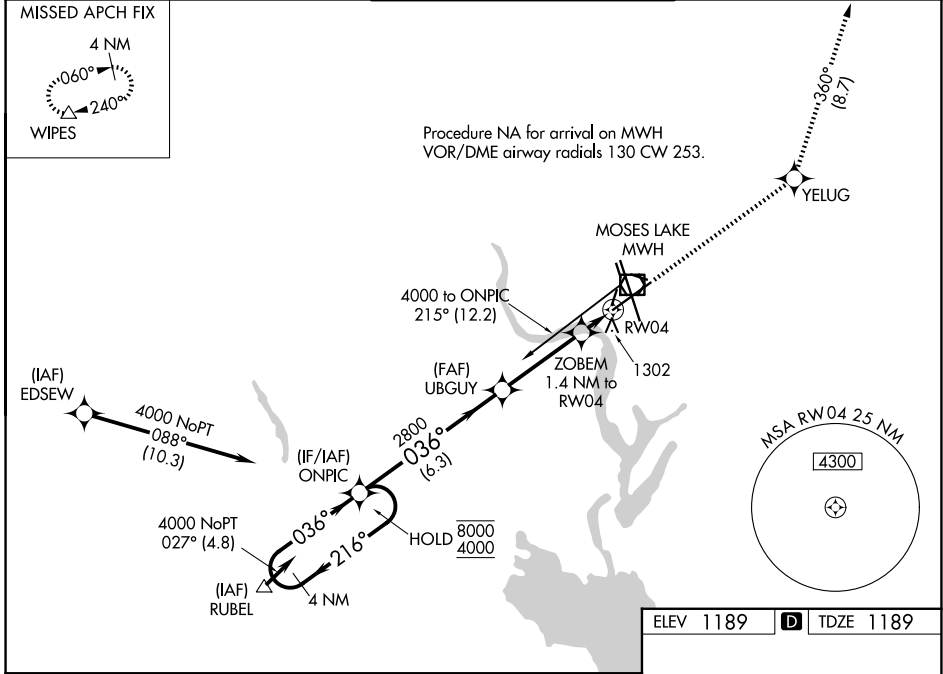 MISSED APCH FIX
4 NM
060°
240°
WIPES
360°
(8.7)
Procedure NA for arrival on MWH
VOR/DME airway radials 130 CW 253.
YELUG
MOSES LAKE
MWH
4000 to ONPIC
215° (12.2)
RW04
1302
ZOBEM
1.4 NM to
RW04
(FAF)
UBGUY
(IAF)
EDSEW
4000 NoPT
088°
(10.3)
2800
036°
(6.3)
(IF/IAF)
ONPIC
MSA RW04 25 NM
4300
4000 NoPT
027° (4.8)
036°
216°
HOLD
8000
4000
(IAF)
RUBEL
4 NM
ELEV 1189
D
TDZE 1189